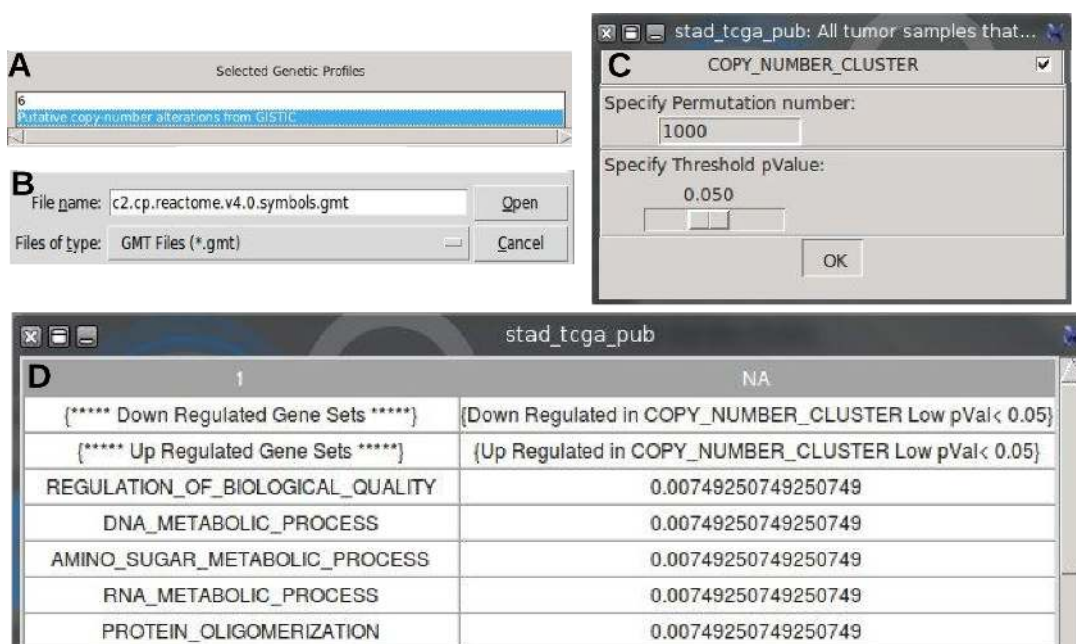 A
Selected Genetic Profiles
6
Putative copy-number alterations from GISTIC
B
File name: c2.cp.reactome.v4.0.symbols.gmt Open
Files of type: GMT Files (*.gmt) Cancel
stad_tcga_pub: All tumor samples that...
C COPY_NUMBER_CLUSTER
Specify Permutation number:
1000
Specify Threshold pValue:
0.050
OK
stad_tcga_pub
D 1 NA
{***** Down Regulated Gene Sets *****} {Down Regulated in COPY_NUMBER_CLUSTER Low pVal< 0.05}
{***** Up Regulated Gene Sets *****} {Up Regulated in COPY_NUMBER_CLUSTER Low pVal< 0.05}
REGULATION_OF_BIOLOGICAL_QUALITY 0.00749250749250749
DNA_METABOLIC_PROCESS 0.00749250749250749
AMINO_SUGAR_METABOLIC_PROCESS 0.00749250749250749
RNA_METABOLIC_PROCESS 0.00749250749250749
PROTEIN_OLIGOMERIZATION 0.00749250749250749